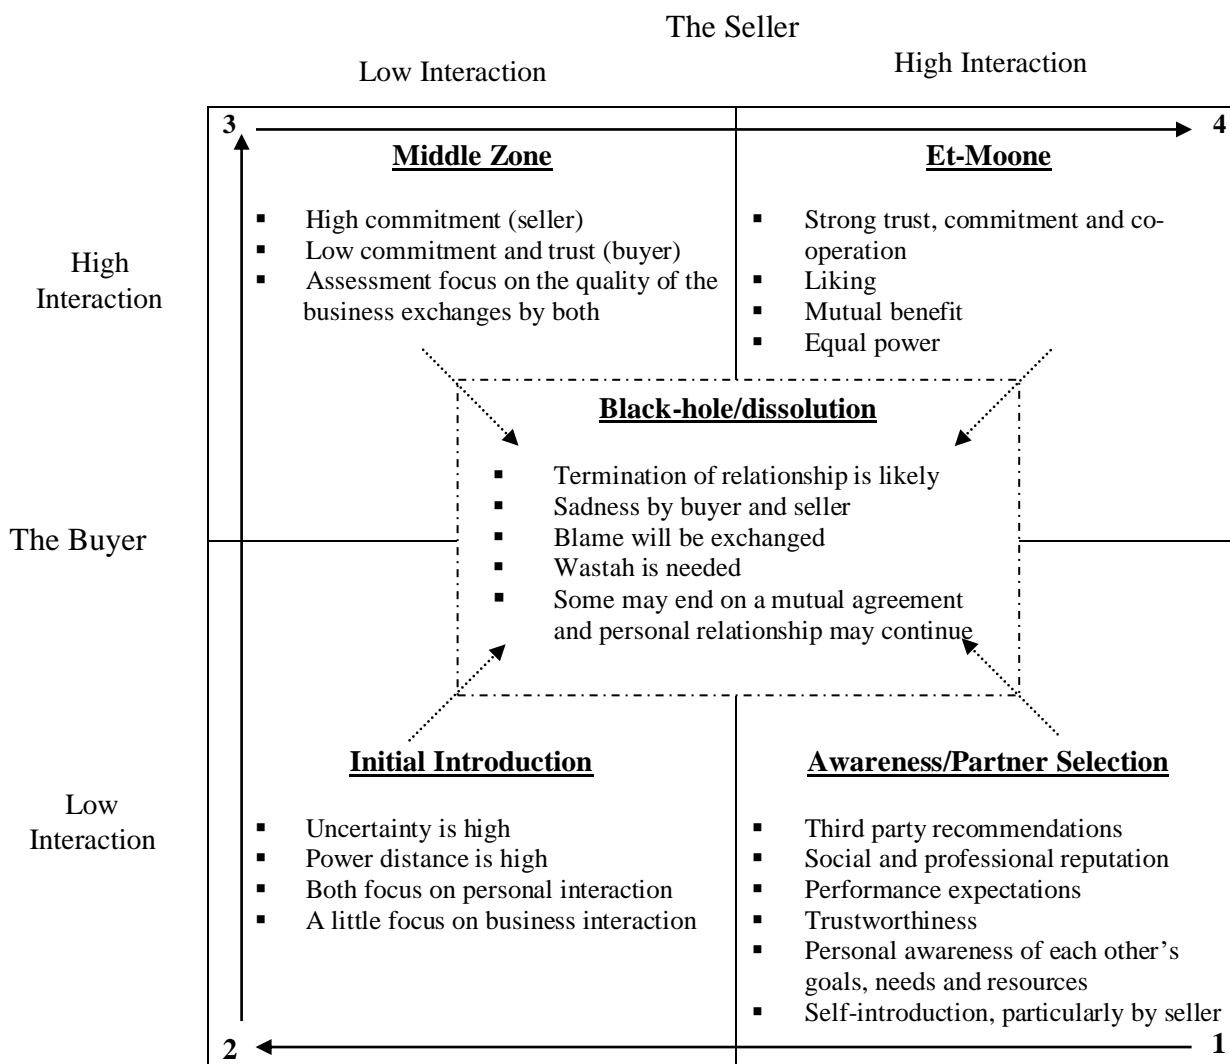 The Seller
Low Interaction
High Interaction
3
4
Middle Zone
▪ High commitment (seller)
▪ Low commitment and trust (buyer)
▪ Assessment focus on the quality of the
business exchanges by both
Et-Moone
▪ Strong trust, commitment and co-
operation
▪ Liking
▪ Mutual benefit
▪ Equal power
High
Interaction
Black-hole/dissolution
▪ Termination of relationship is likely
▪ Sadness by buyer and seller
▪ Blame will be exchanged
▪ Wastah is needed
▪ Some may end on a mutual agreement
and personal relationship may continue
The Buyer
Low
Interaction
Initial Introduction
▪ Uncertainty is high
▪ Power distance is high
▪ Both focus on personal interaction
▪ A little focus on business interaction
Awareness/Partner Selection
▪ Third party recommendations
▪ Social and professional reputation
▪ Performance expectations
▪ Trustworthiness
▪ Personal awareness of each other’s
goals, needs and resources
▪ Self-introduction, particularly by seller
2
1